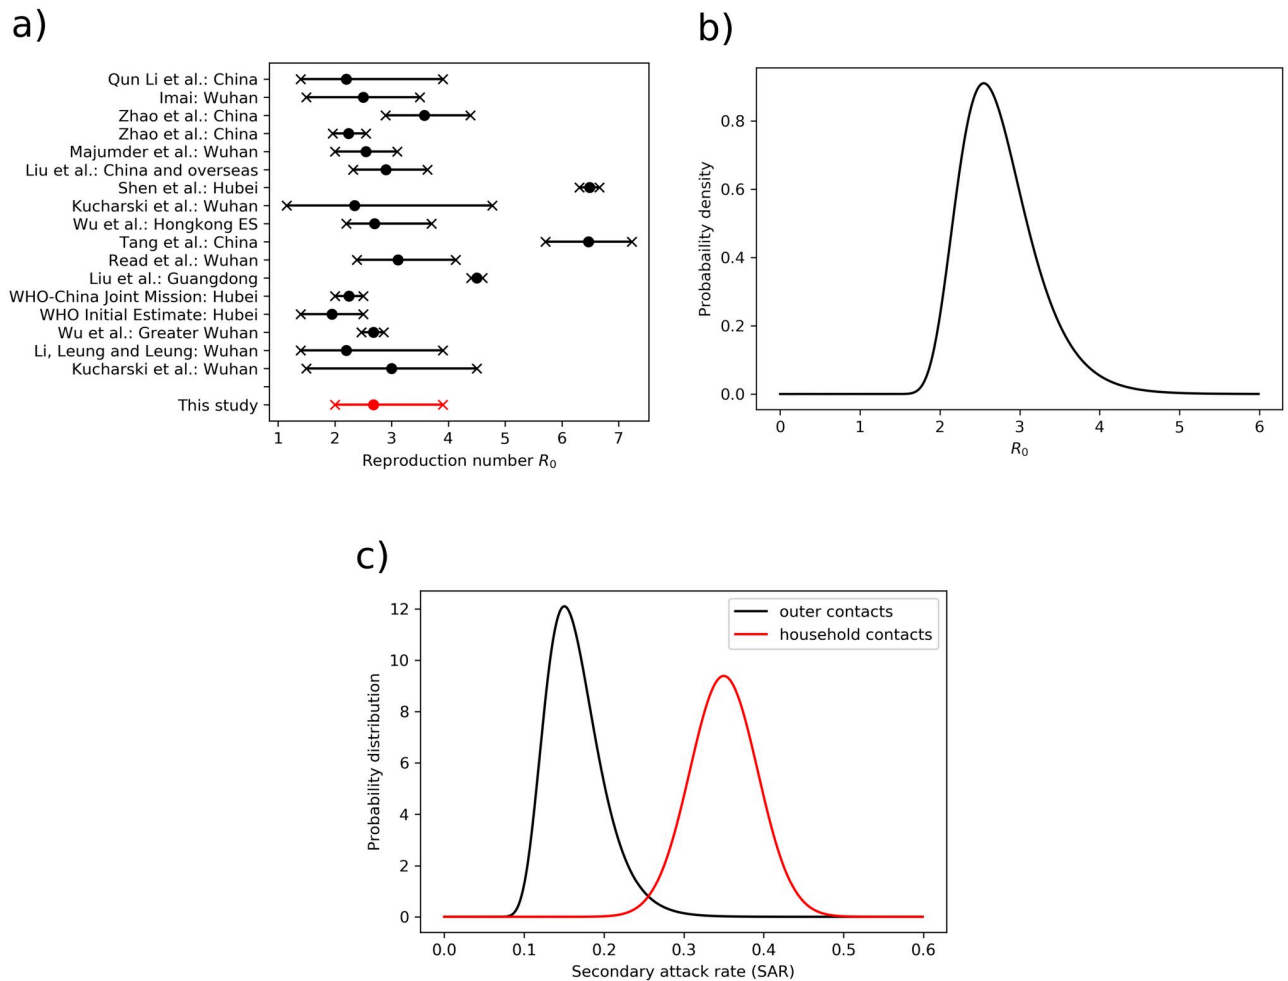 a)
Qun Li et al.: China
Imai: Wuhan
Zhao et al.: China
Zhao et al.: China
Majumder et al.: Wuhan
Liu et al.: China and overseas
Shen et al.: Hubei
Kucharski et al.: Wuhan
Wu et al.: Hongkong ES
Tang et al.: China
Read et al.: Wuhan
Liu et al.: Guangdong
WHO-China Joint Mission: Hubei
WHO Initial Estimate: Hubei
Wu et al.: Greater Wuhan
Li, Leung and Leung: Wuhan
Kucharski et al.: Wuhan
This study
1 2 3 4 5 6 7
Reproduction number R0
b)
Probabaility density
0.8
0.6
0.4
0.2
0.0
0 1 2 3 4 5 6
R0
c)
Probability distribution
12
10
8
6
4
2
0
outer contacts
household contacts
0.0 0.1 0.2 0.3 0.4 0.5 0.6
Secondary attack rate (SAR)